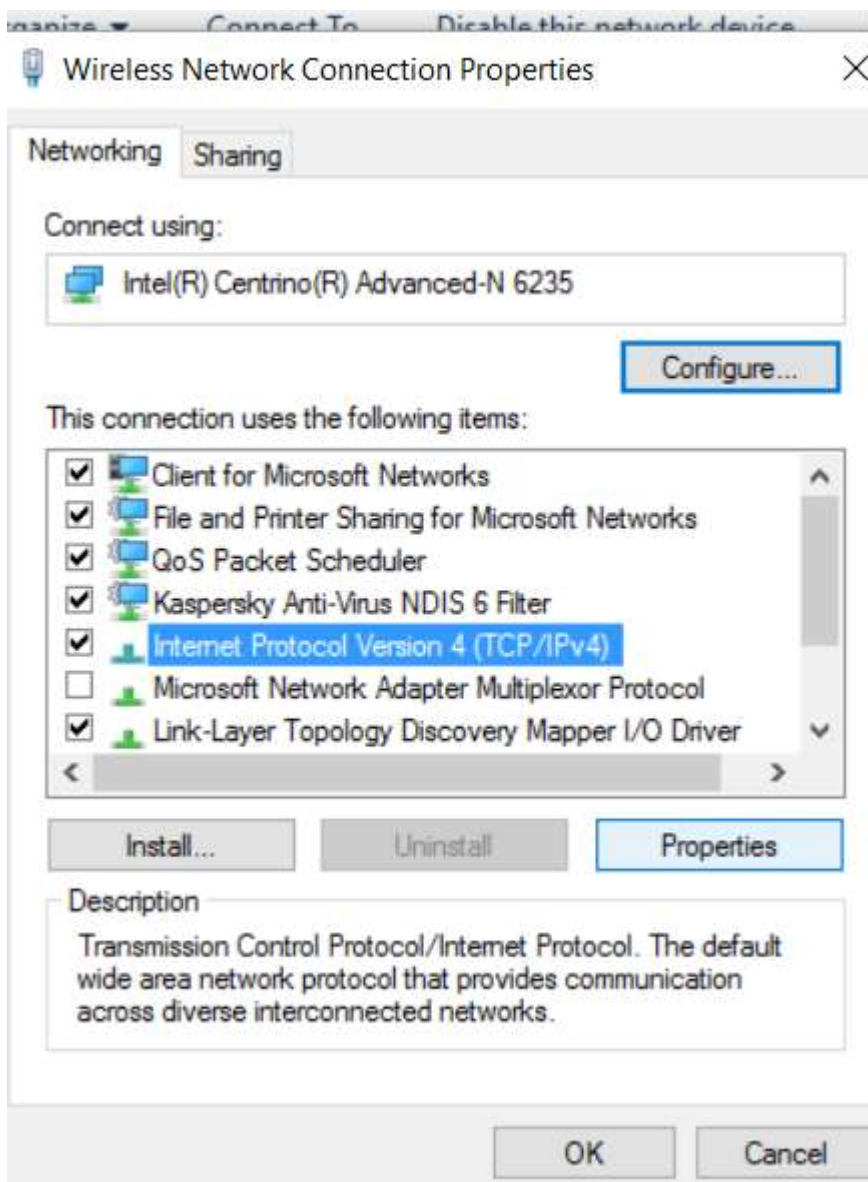 rganize Connect To Disable this network device
Wireless Network Connection Properties
Networking Sharing
Connect using:
Intel(R) Centrino(R) Advanced-N 6235
Configure...
This connection uses the following items:
Client for Microsoft Networks
File and Printer Sharing for Microsoft Networks
QoS Packet Scheduler
Kaspersky Anti-Virus NDIS 6 Filter
Internet Protocol Version 4 (TCP/IPv4)
Microsoft Network Adapter Multiplexor Protocol
Link-Layer Topology Discovery Mapper I/O Driver
Install... Uninstall Properties
Description
Transmission Control Protocol/Internet Protocol. The default
wide area network protocol that provides communication
across diverse interconnected networks.
OK Cancel